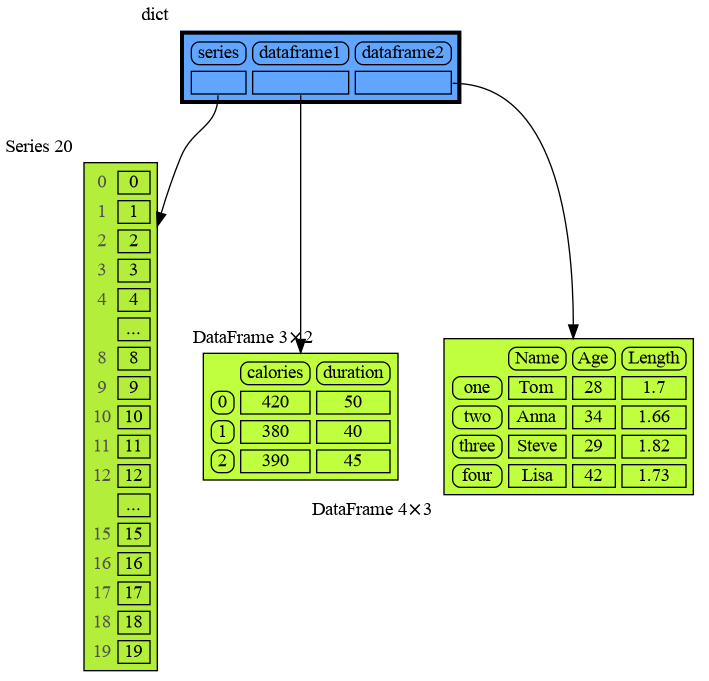 dict
series dataframe1 dataframe2
Series 20
0 0
1 1
2 2
3 3
4 4
...
8 8
9 9
10 10
11 11
12 12
...
15 15
16 16
17 17
18 18
19 19
DataFrame 3×2
calories duration
0 420 50
1 380 40
2 390 45
Name Age Length
one Tom 28 1.7
two Anna 34 1.66
three Steve 29 1.82
four Lisa 42 1.73
DataFrame 4×3